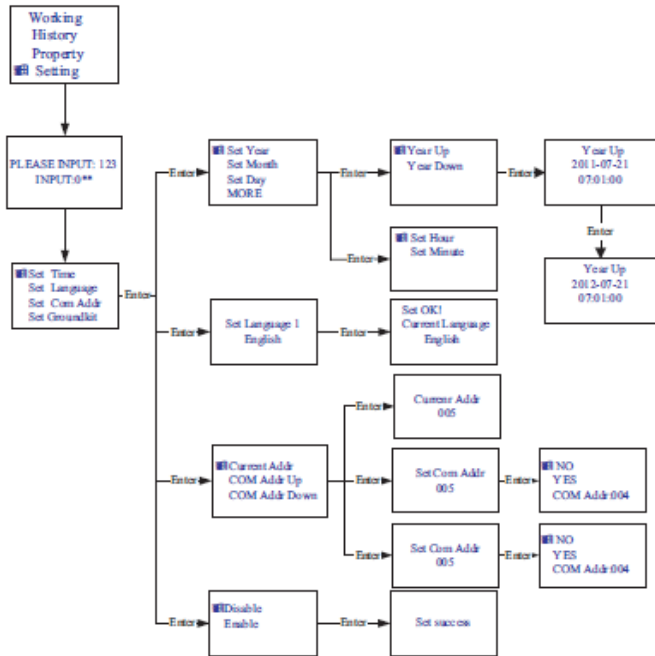 Working
History
Property
Setting
PLEASE INPUT: 123
INPUT:0**
Set Time
Set Language
Set Com Addr
Set Groundkit
Enter
Enter
Set Year
Set Month
Set Day
MORE
Enter
Year Up
Year Down
Enter
Year Up
2011-07-21
07:01:00
Enter
Year Up
2012-07-21
07:01:00
Enter
Set Hour
Set Minute
Enter
Set Language 1
English
Enter
Set OK!
Current Language
English
Enter
Current Addr
COM Addr Up
COM Addr Down
Enter
Currenr Addr
005
Enter
Set Com Addr
005
Enter
NO
YES
COM Addr:004
Enter
Set Com Addr
005
Enter
NO
YES
COM Addr:004
Enter
Disable
Enable
Enter
Set success